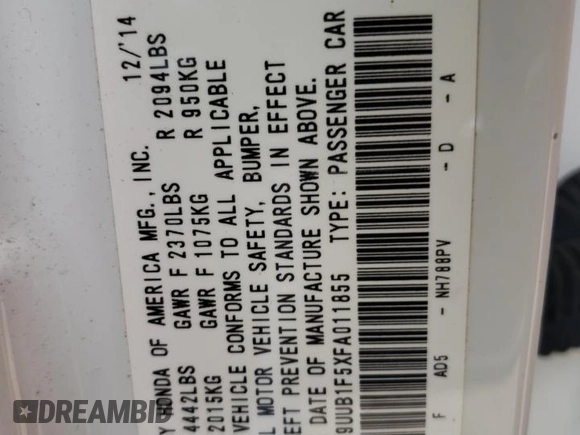 Y HONDA OF AMERICA MFG., INC. 12/'14
4442LBS GAWR F 2370LBS R 2094LBS
2015KG GAWR F 1075KG R 950KG
VEHICLE CONFORMS TO ALL APPLICABLE
L MOTOR VEHICLE SAFETY, BUMPER,
EFT PREVENTION STANDARDS IN EFFECT
DATE OF MANUFACTURE SHOWN ABOVE.
9UUB1F5XFA011855 TYPE: PASSENGER CAR
F AD5 - NH788PV - D - A
REDATEMBID.COM